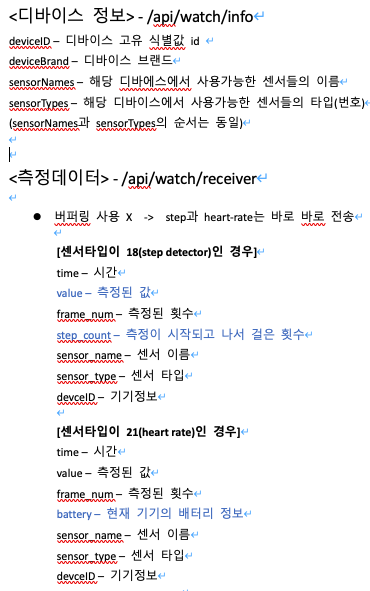 <디바이스 정보> - /api/watch/info
deviceID – 디바이스 고유 식별값 id
deviceBrand – 디바이스 브랜드
sensorNames – 해당 디바에스에서 사용가능한 센서들의 이름
sensorTypes – 해당 디바이스에서 사용가능한 센서들의 타입(번호)
(sensorNames과 sensorTypes의 순서는 동일)
<측정데이터> - /api/watch/receiver
● 버퍼링 사용 X -> step과 heart-rate는 바로 바로 전송
[센서타입이 18(step detector)인 경우]
time – 시간
value – 측정된 값
frame_num – 측정된 횟수
step_count – 측정이 시작되고 나서 걸은 횟수
sensor_name – 센서 이름
sensor_type – 센서 타입
devceID – 기기정보
[센서타입이 21(heart rate)인 경우]
time – 시간
value – 측정된 값
frame_num – 측정된 횟수
battery – 현재 기기의 배터리 정보
sensor_name – 센서 이름
sensor_type – 센서 타입
devceID – 기기정보